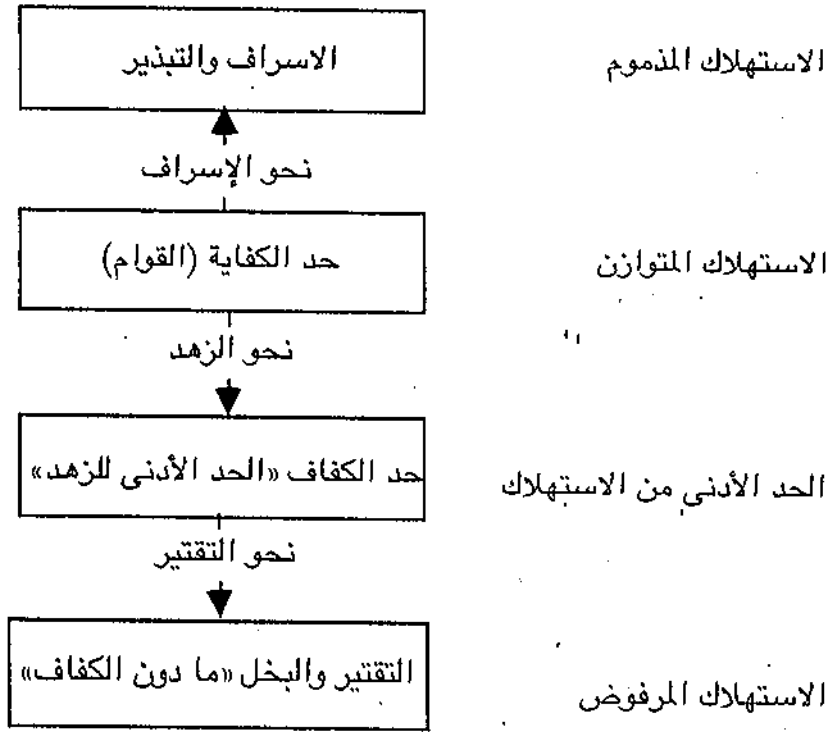 الاستهلاك المذموم
الاسراف والتبذير
نحو الإسراف
الاستهلاك المتوازن
حد الكفاية (القوام)
نحو الزهد
الحد الأدنى من الاستهلاك
حد الكفاف «الحد الأدنى للزهد»
نحو التقتير
الاستهلاك المرفوض
التقتير والبخل «ما دون الكفاف»